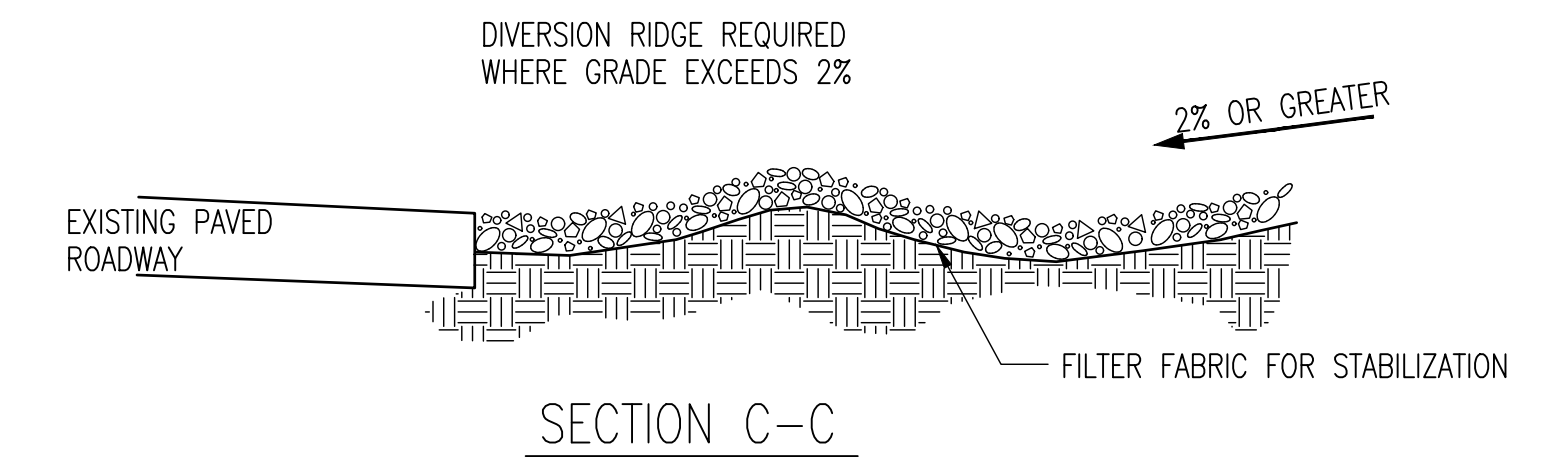 DIVERSION RIDGE REQUIRED
WHERE GRADE EXCEEDS 2%
2% OR GREATER
EXISTING PAVED
ROADWAY
FILTER FABRIC FOR STABILIZATION
SECTION C-C